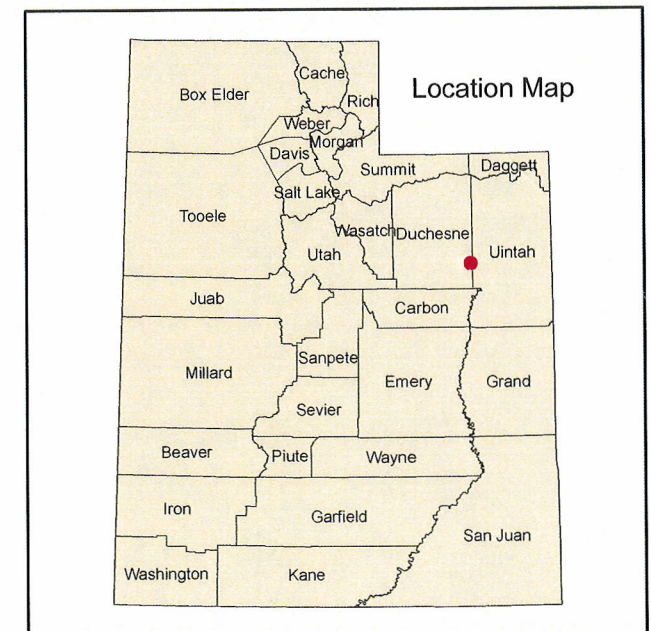 Location Map
Cache
Box Elder
Rich
Weber
Morgan
Davis
Summit
Daggett
Salt Lake
Tooele
Wasatch
Duchesne
Utah
Uintah
Juab
Carbon
Sanpete
Millard
Emery
Grand
Sevier
Beaver
Piute
Wayne
Iron
Garfield
San Juan
Washington
Kane